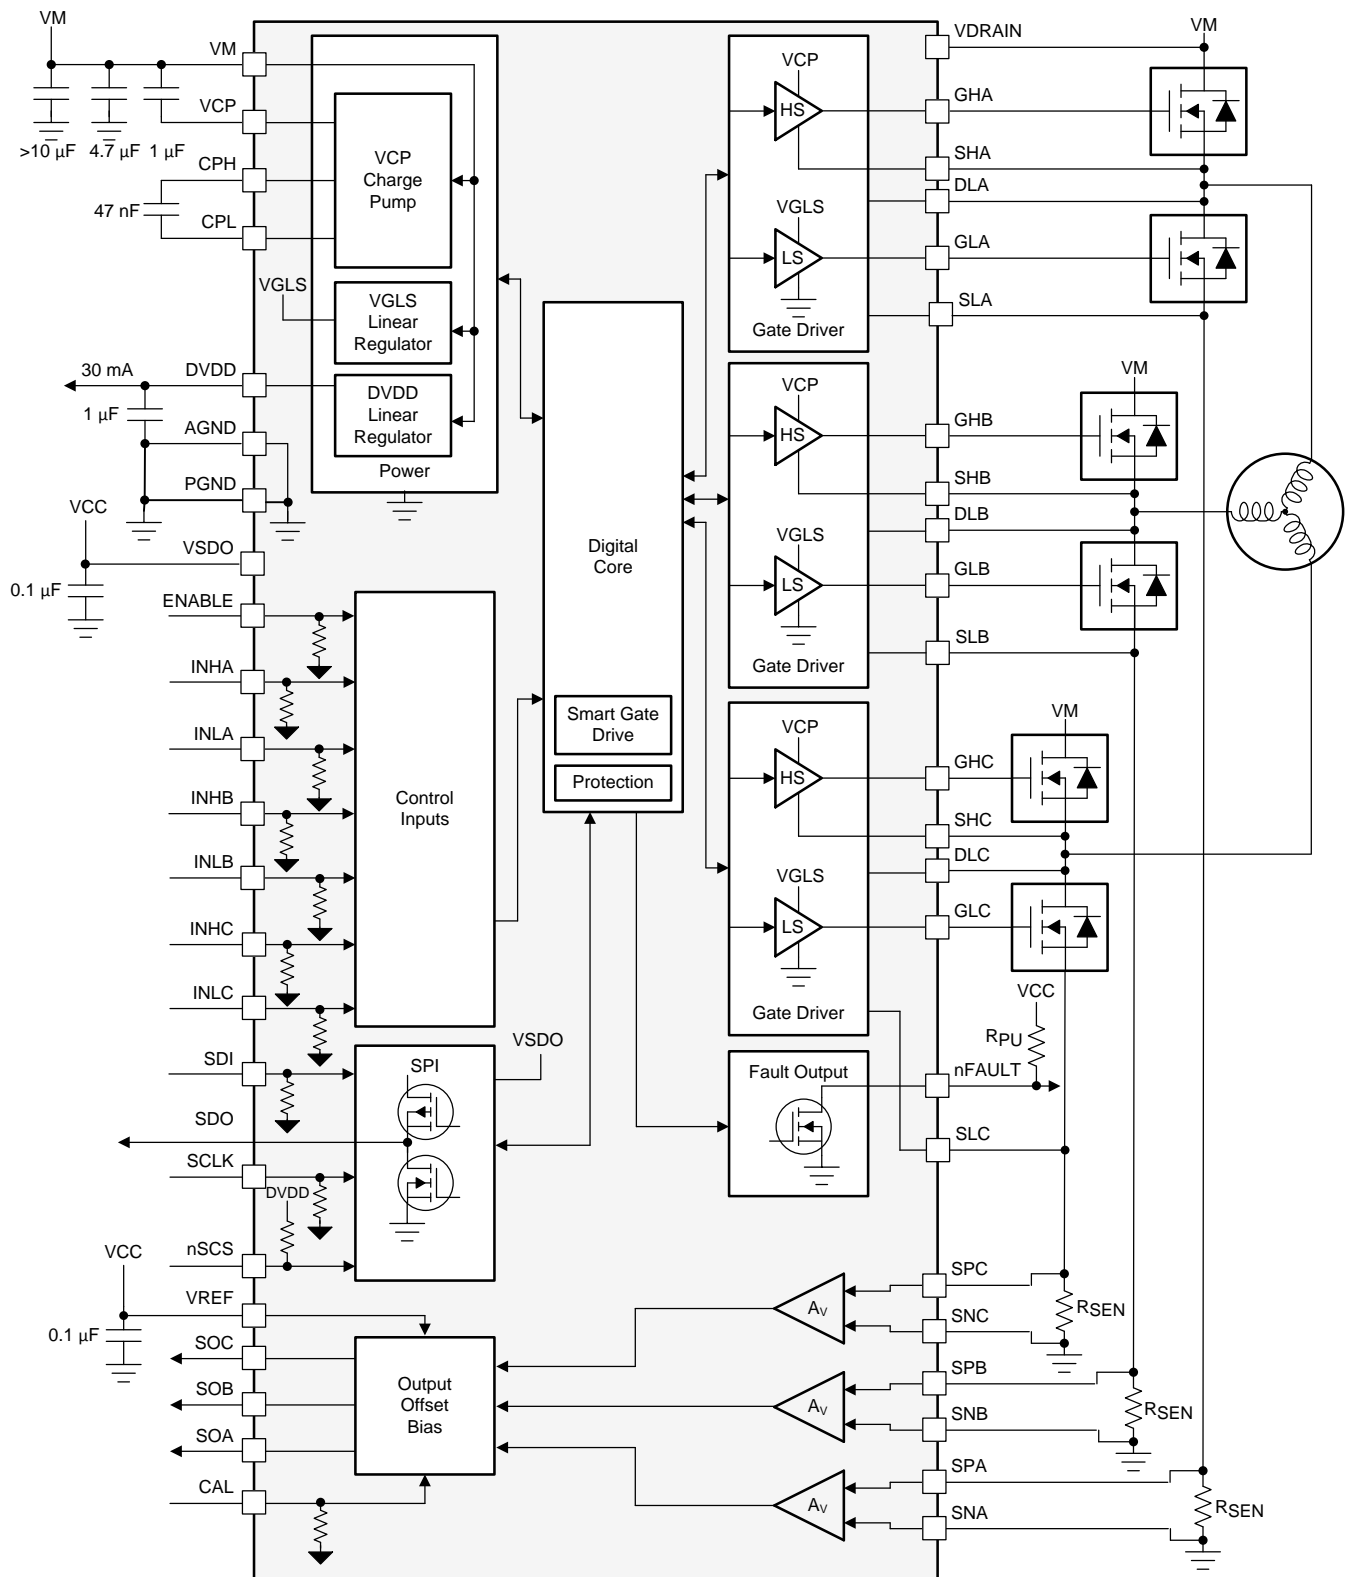 VM
VM
VCP
>10 µF
4.7 µF
1 µF
CPH
47 nF
CPL
VCP
Charge
Pump
VGLS
VGLS
Linear
Regulator
30 mA
DVDD
DVDD
Linear
Regulator
1 µF
AGND
Power
PGND
VCC
VSDO
0.1 µF
ENABLE
INHA
INLA
INHB
INLB
INHC
INLC
Control
Inputs
SDI
SDO
SCLK
DVDD
nSCS
SPI
VSDO
VCC
VREF
0.1 µF
SOC
SOB
SOA
CAL
Output
Offset
Bias
Digital
Core
Smart Gate
Drive
Protection
VCP
HS
VGLS
LS
Gate Driver
VCP
HS
VGLS
LS
Gate Driver
VCP
HS
VGLS
LS
Gate Driver
Fault Output
AV
AV
AV
VDRAIN
VM
GHA
SHA
DLA
GLA
SLA
VM
GHB
SHB
DLB
GLB
SLB
VM
GHC
SHC
DLC
GLC
VCC
RPU
nFAULT
SLC
SPC
SNC
RSEN
SPB
SNB
RSEN
SPA
SNA
RSEN